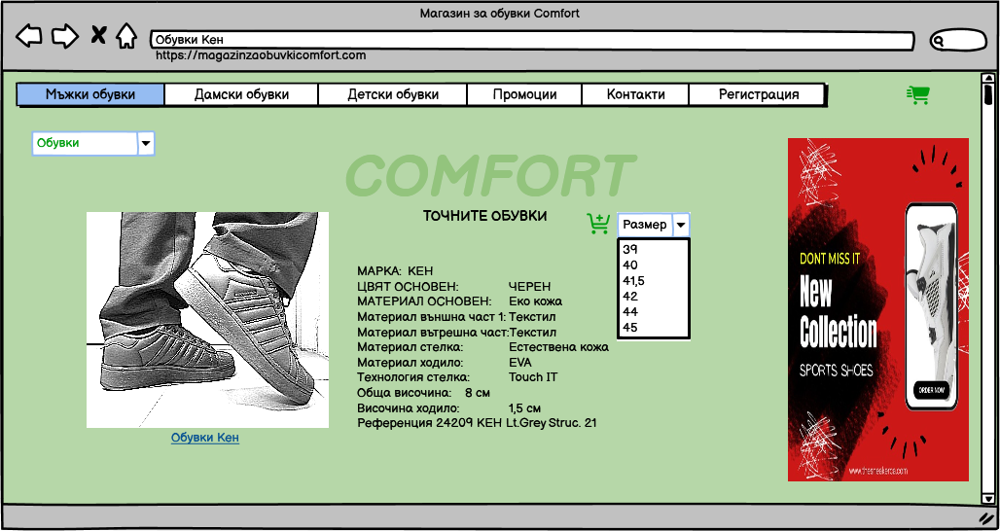 Магазин за обувки Comfort
Обувки Кен
https://magazinzaobuvkicomfort.com
Мъжки обувки Дамски обувки Детски обувки Промоции Контакти Регистрация
Обувки
COMFORT
ТОЧНИТЕ ОБУВКИ
Размер
39
40
41,5
42
44
45
МАРКА: КЕН
ЦВЯТ ОСНОВЕН: ЧЕРЕН
МАТЕРИАЛ ОСНОВЕН: Еко кожа
Материал външна част 1: Текстил
Материал вътрешна част: Текстил
Материал стелка: Естествена кожа
Материал ходило: EVA
Технология стелка: Touch IT
Обща височина: 8 см
Височина ходило: 1,5 см
Референция 24209 КЕН Lt.Grey Struc. 21
Обувки Кен
DONT MISS IT
New
Collection
SPORTS SHOES
ORDER NOW
www.thesneakeroa.com